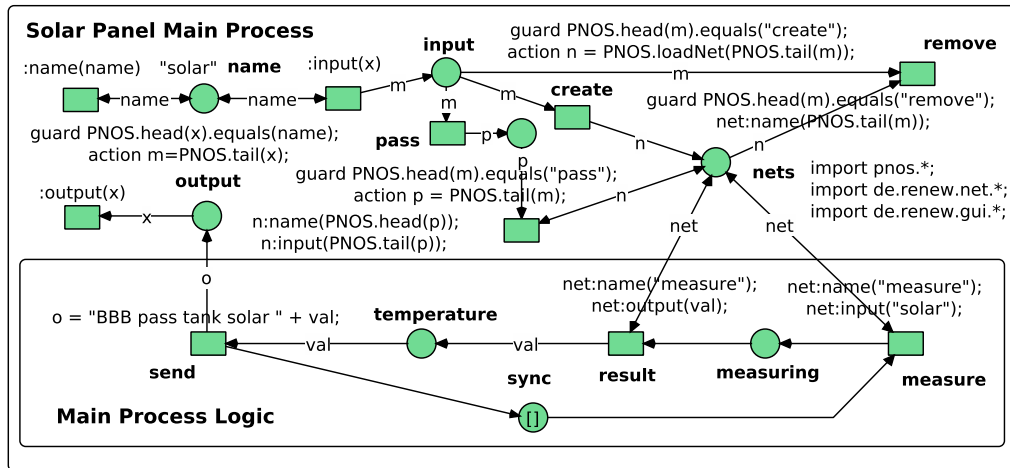 Solar Panel Main Process
guard PNOS.head(m).equals("create");
action n = PNOS.loadNet(PNOS.tail(m));
input
remove
:name(name)
"solar"
name
:input(x)
name
name
m
m
m
m
create
guard PNOS.head(m).equals("remove");
net:name(PNOS.tail(m));
guard PNOS.head(x).equals(name);
action m=PNOS.tail(x);
pass
p
p
n
n
n
nets
guard PNOS.head(m).equals("pass");
action p = PNOS.tail(m);
import pnos.*;
import de.renew.net.*;
import de.renew.gui.*;
:output(x)
output
x
n:name(PNOS.head(p));
n:input(PNOS.tail(p));
net
net
o
net:name("measure");
net:output(val);
net:name("measure");
net:input("solar");
o = "BBB pass tank solar " + val;
temperature
val
val
send
sync
result
measuring
measure
[]
Main Process Logic